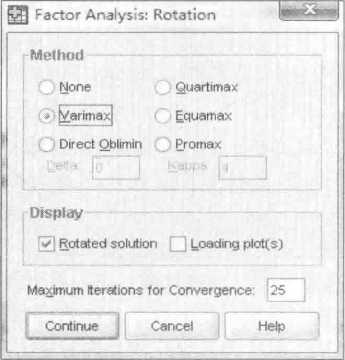 Factor Analysis: Rotation
Method
None
Quartimax
Varimax
Equamax
Direct Oblimin
Promax
Delta: 0
Kappa 4
Display
Rotated solution
Loading plot(s)
Maximum Iterations for Convergence: 25
Continue
Cancel
Help